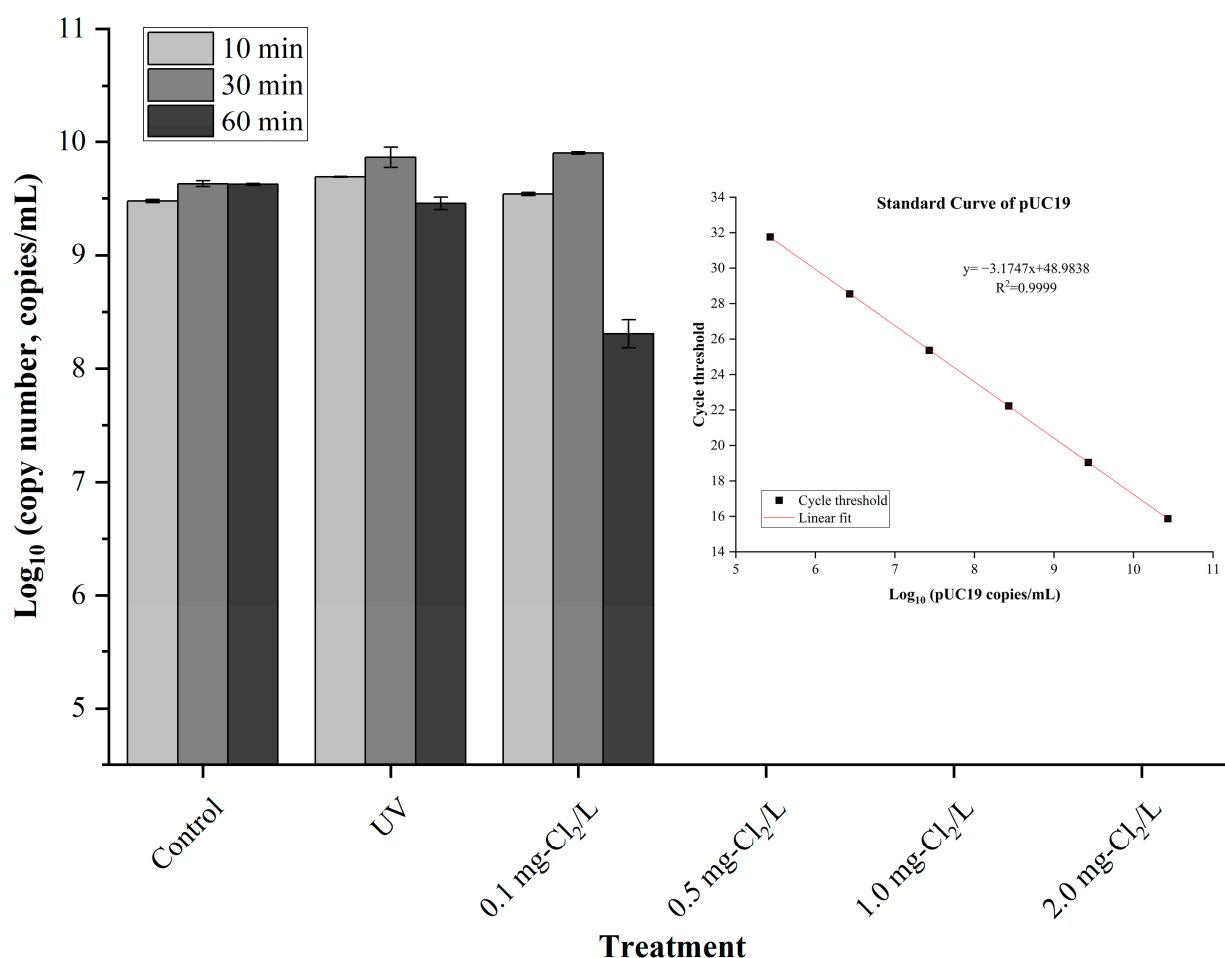 11
10
9
8
7
6
5
Log₁₀ (copy number, copies/mL)
10 min
30 min
60 min
Control
UV
0.1 mg-Cl₂/L
0.5 mg-Cl₂/L
1.0 mg-Cl₂/L
2.0 mg-Cl₂/L
Treatment
Standard Curve of pUC19
y= −3.1747x+48.9838
R²=0.9999
34
32
30
28
26
24
22
20
18
16
14
Cycle threshold
Cycle threshold
Linear fit
5 6 7 8 9 10 11
Log₁₀ (pUC19 copies/mL)